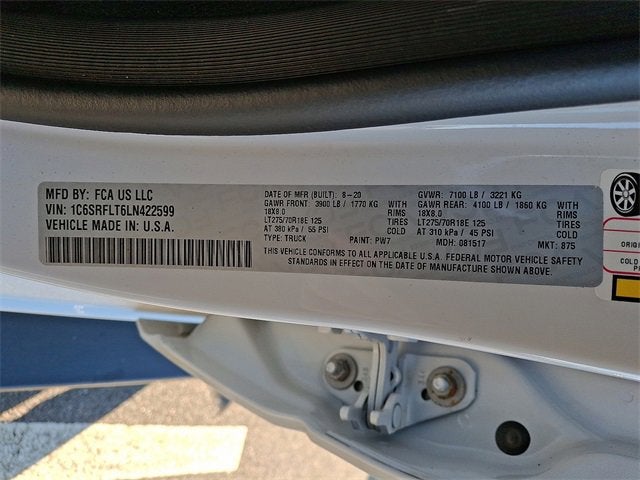 MFD BY: FCA US LLC
VIN: 1C6SRFLT6LN422599
VEHICLE MADE IN: U.S.A.
DATE OF MFR (BUILT): 8-20
GAWR FRONT: 3900 LB / 1770 KG
18X8.0 TIRES
LT275/70R18E 125 COLD
AT 380 kPa / 55 PSI
TYPE: TRUCK PAINT: PW7
GVWR: 7100 LB / 3221 KG
GAWR REAR: 4100 LB / 1860 KG
18X8.0 TIRES
LT275/70R18E 125 COLD
AT 310 kPa / 45 PSI
MDH: 081517 MKT: 875
THIS VEHICLE CONFORMS TO ALL APPLICABLE U.S.A. FEDERAL MOTOR VEHICLE SAFETY
STANDARDS IN EFFECT ON THE DATE OF MANUFACTURE SHOWN ABOVE.
COLD